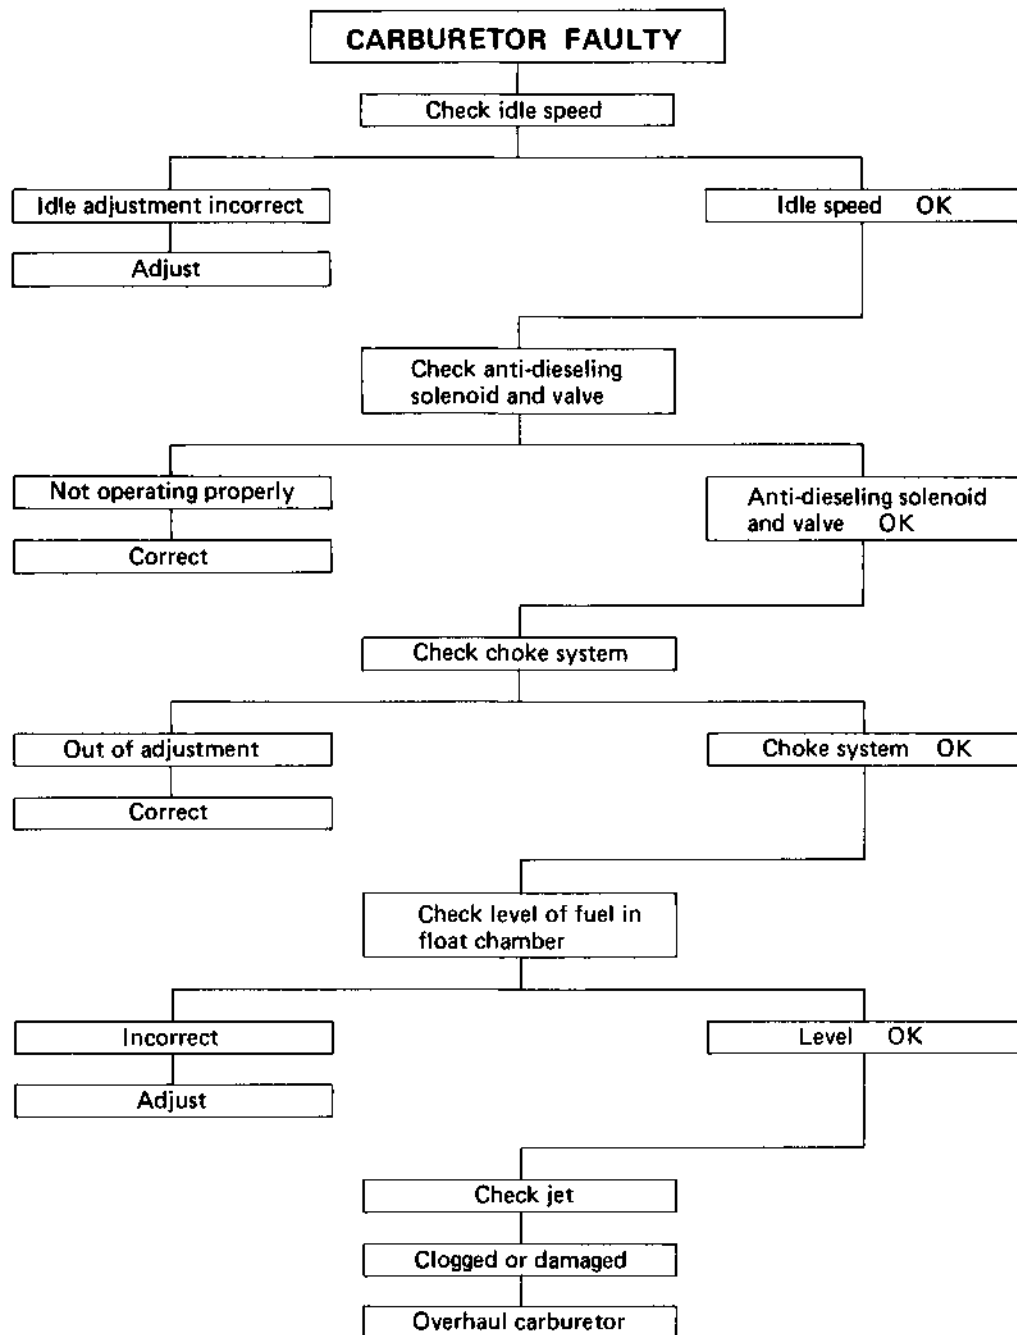 CARBURETOR FAULTY
Check idle speed
Idle adjustment incorrect
Idle speed OK
Adjust
Check anti-dieseling
solenoid and valve
Not operating properly
Anti-dieseling solenoid
and valve OK
Correct
Check choke system
Out of adjustment
Choke system OK
Correct
Check level of fuel in
float chamber
Incorrect
Level OK
Adjust
Check jet
Clogged or damaged
Overhaul carburetor